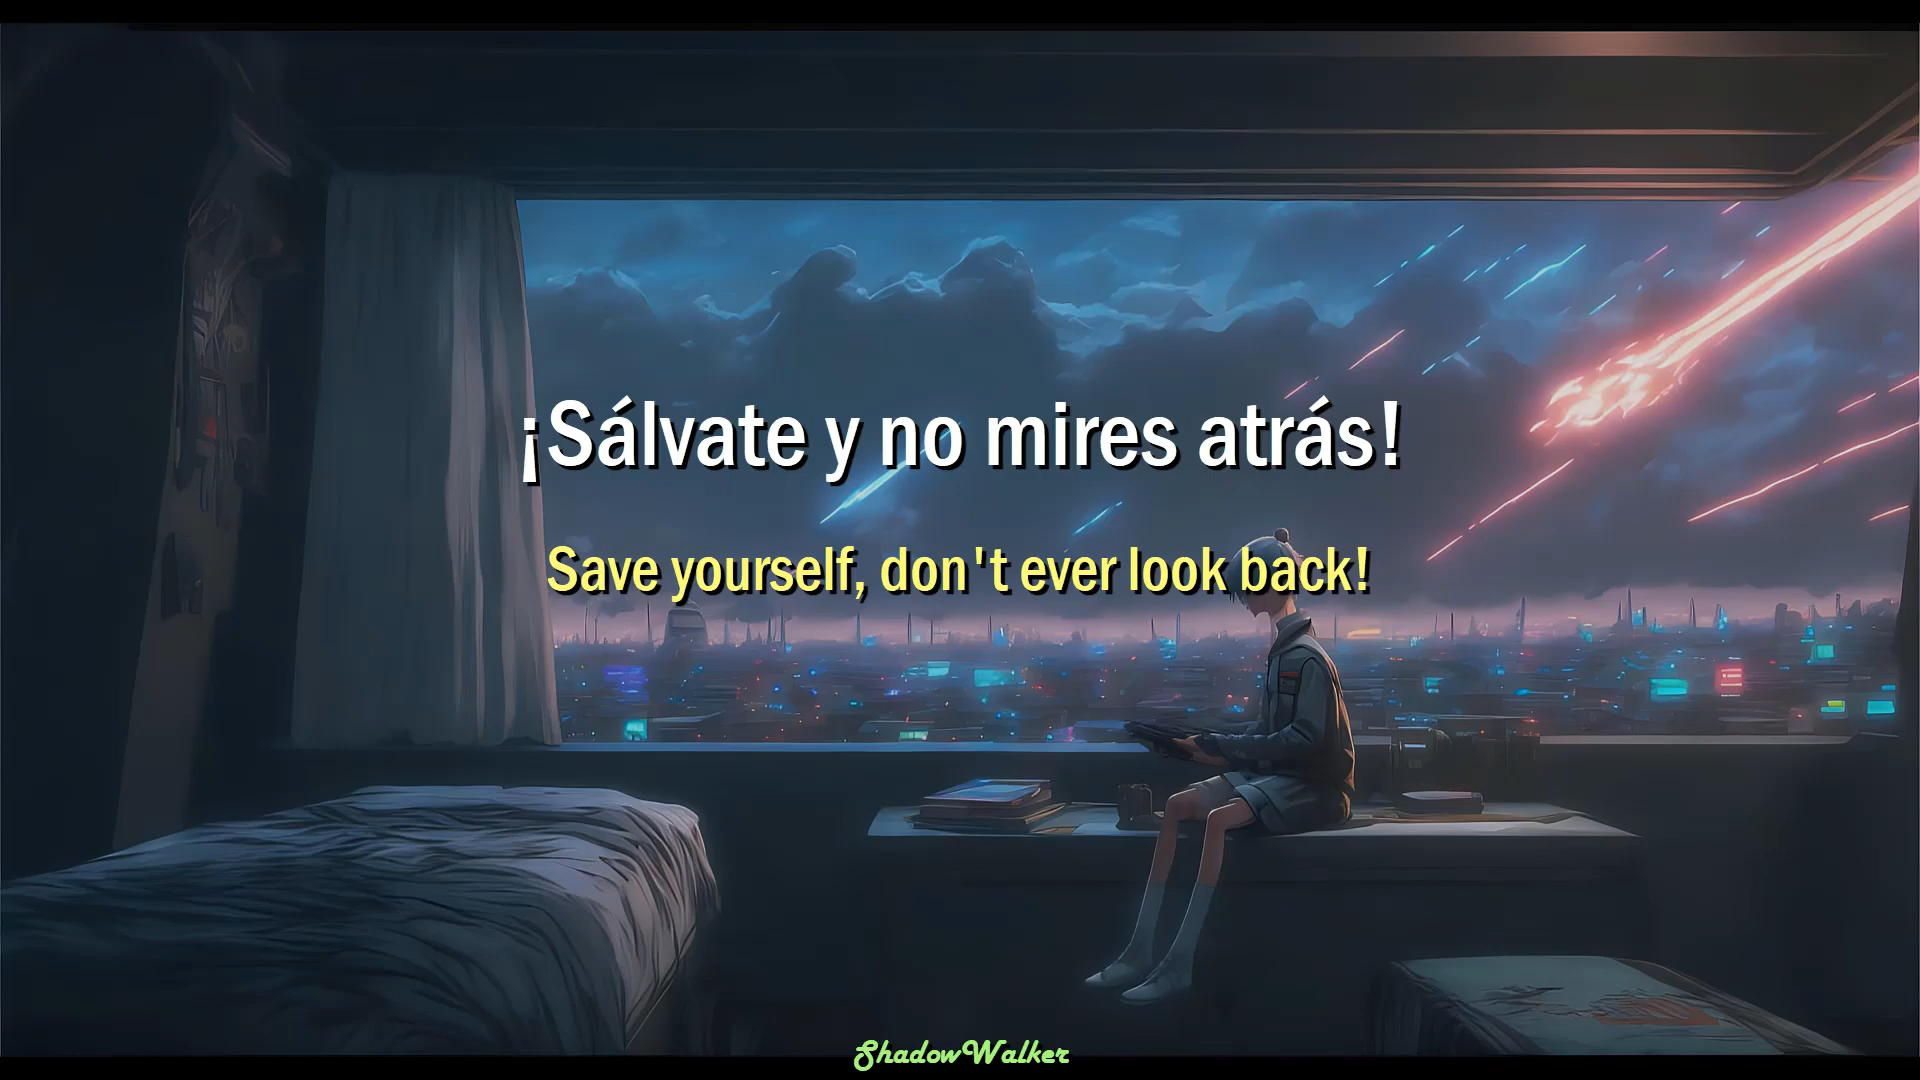 ¡Sálvate y no mires atrás!
Save yourself, don't ever look back!
ShadowWalker